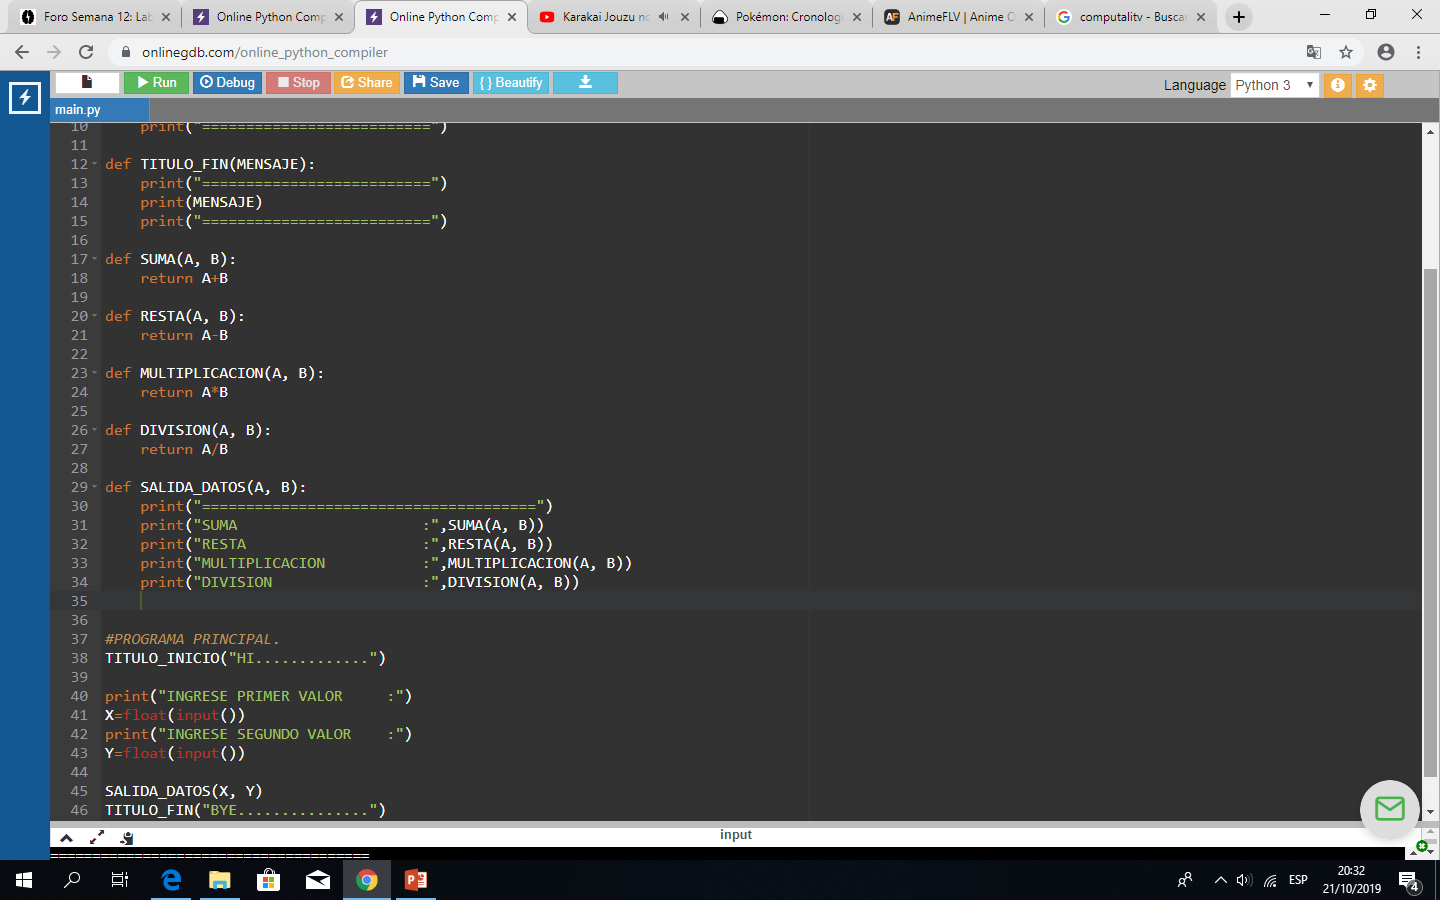 Foro Semana 12: Lab
Online Python Comp
Online Python Comp
Karakai Jouzu no
Pokémon: Cronolog
AnimeFLV | Anime O
computalitv - Busca
onlinegdb.com/online_python_compiler
Run
Debug
Stop
Share
Save
{ } Beautify
Language
Python 3
main.py
10 print("==========================")
11
12 def TITULO_FIN(MENSAJE):
13 print("==========================")
14 print(MENSAJE)
15 print("==========================")
16
17 def SUMA(A, B):
18 return A+B
19
20 def RESTA(A, B):
21 return A-B
22
23 def MULTIPLICACION(A, B):
24 return A*B
25
26 def DIVISION(A, B):
27 return A/B
28
29 def SALIDA_DATOS(A, B):
30 print("======================================")
31 print("SUMA                     :",SUMA(A, B))
32 print("RESTA                    :",RESTA(A, B))
33 print("MULTIPLICACION           :",MULTIPLICACION(A, B))
34 print("DIVISION                 :",DIVISION(A, B))
35
36
37 #PROGRAMA PRINCIPAL.
38 TITULO_INICIO("HI.............")
39
40 print("INGRESE PRIMER VALOR     :")
41 X=float(input())
42 print("INGRESE SEGUNDO VALOR    :")
43 Y=float(input())
44
45 SALIDA_DATOS(X, Y)
46 TITULO_FIN("BYE...............")
input
======================================
ESP
20:32
21/10/2019
4